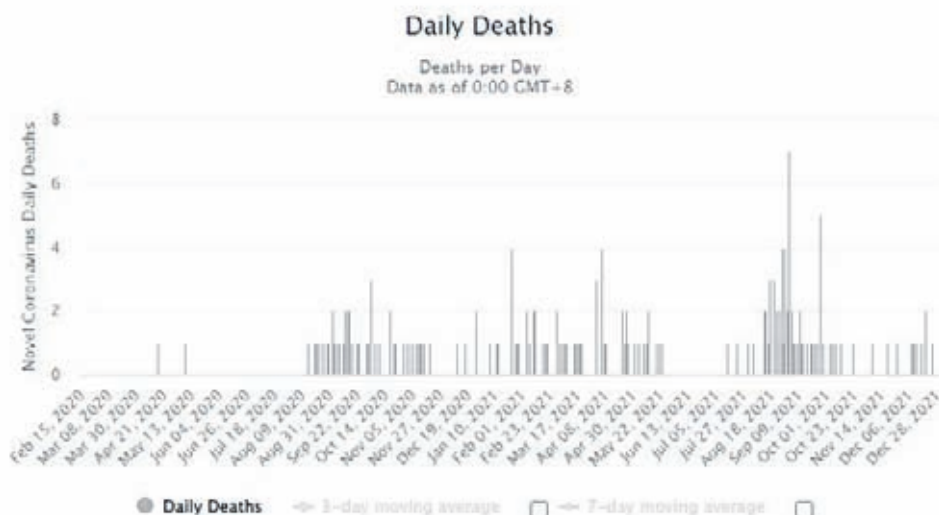 Daily Deaths
Deaths per Day
Data as of 0:00 GMT+8
Novel Coronavirus Daily Deaths
8
6
4
2
0
Feb 15, 2020
Mar 08, 2020
Mar 30, 2020
Apr 21, 2020
May 13, 2020
Jun 04, 2020
Jun 26, 2020
Jul 18, 2020
Aug 09, 2020
Aug 31, 2020
Sep 22, 2020
Oct 14, 2020
Nov 05, 2020
Nov 27, 2020
Dec 19, 2020
Jan 10, 2021
Feb 01, 2021
Feb 23, 2021
Mar 17, 2021
Apr 08, 2021
Apr 30, 2021
May 22, 2021
Jun 13, 2021
Jul 05, 2021
Jul 27, 2021
Aug 18, 2021
Sep 09, 2021
Oct 01, 2021
Oct 23, 2021
Nov 14, 2021
Dec 06, 2021
Dec 28, 2021
Daily Deaths 3-day moving average 7-day moving average